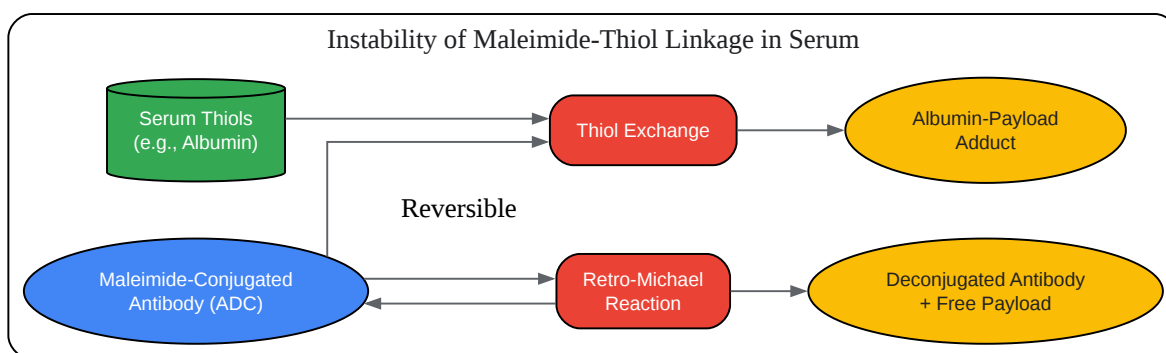 Instability of Maleimide-Thiol Linkage in Serum
Serum Thiols
(e.g., Albumin)
Thiol Exchange
Albumin-Payload
Adduct
Reversible
Maleimide-Conjugated
Antibody (ADC)
Retro-Michael
Reaction
Deconjugated Antibody
+ Free Payload